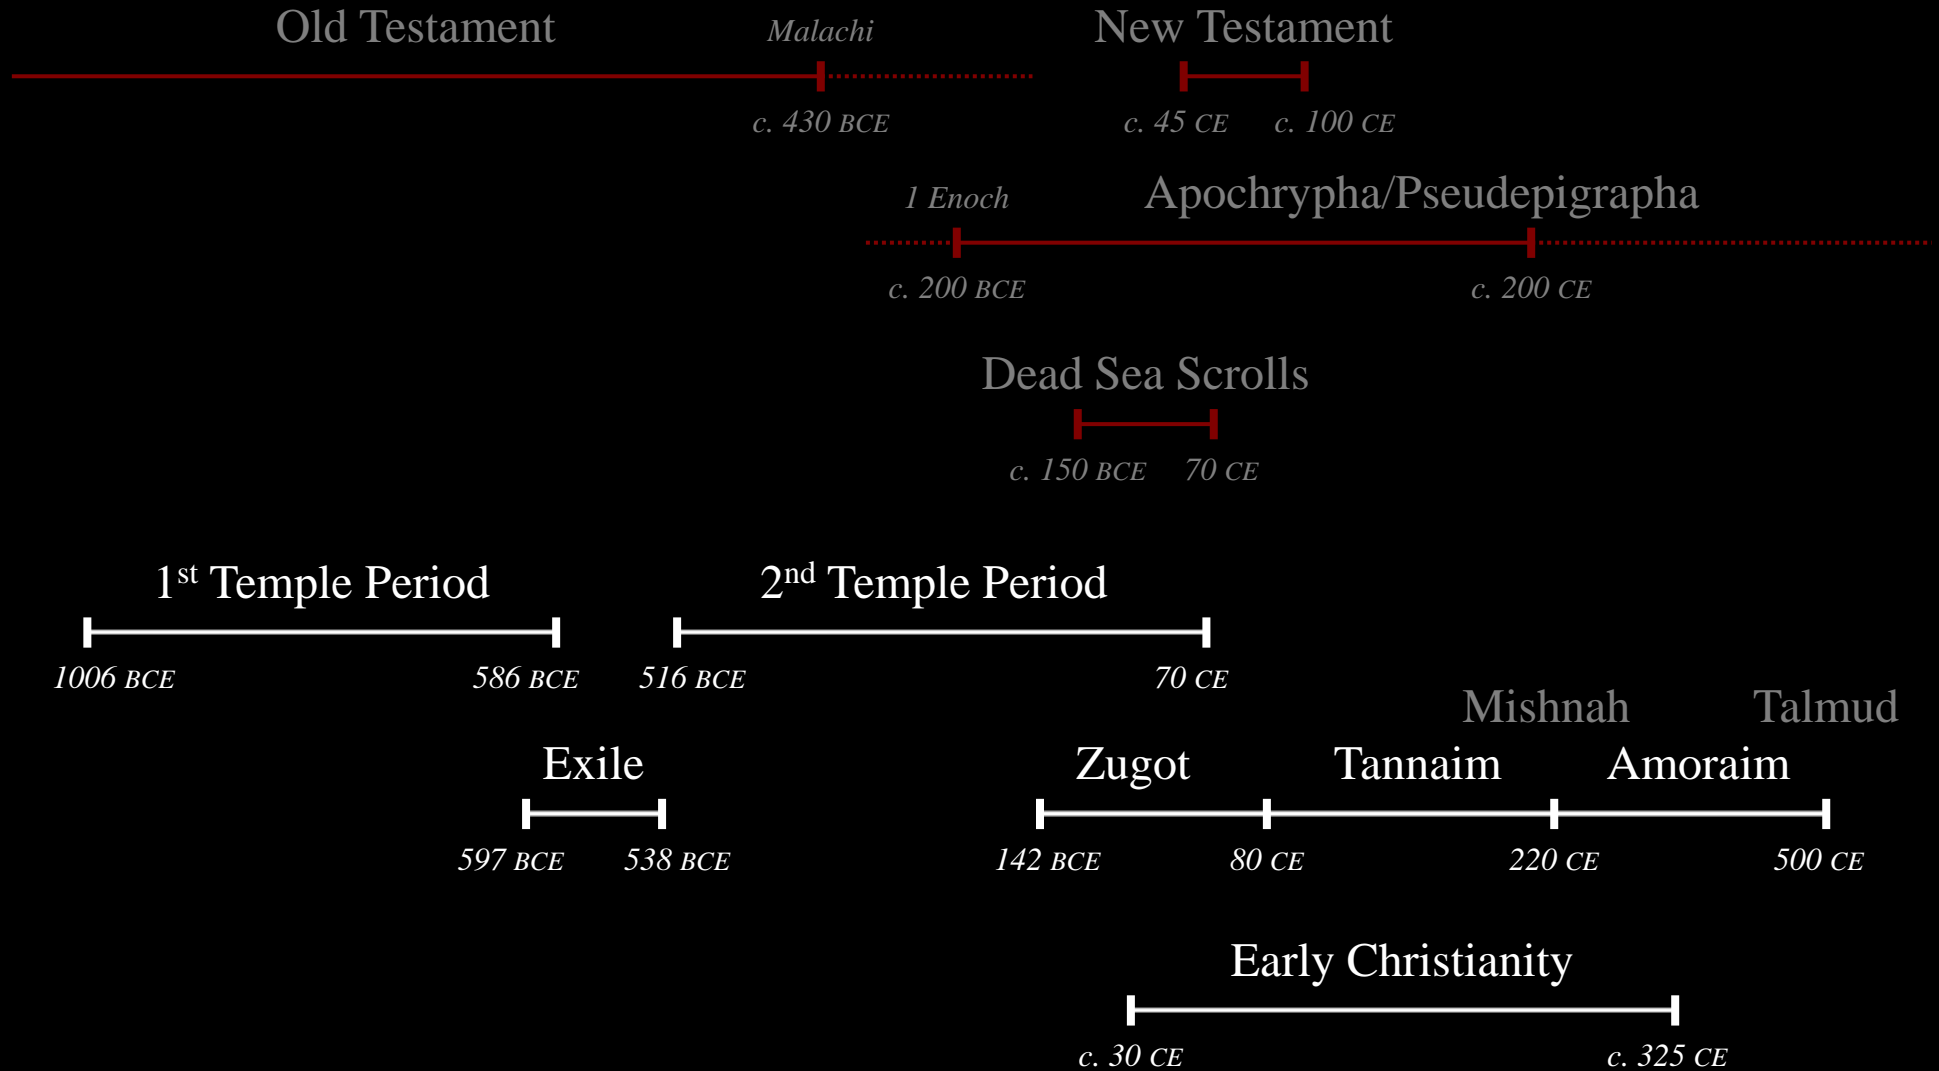 Old Testament Malachi New Testament
c. 430 BCE c. 45 CE c. 100 CE
1 Enoch Apochrypha/Pseudepigrapha
c. 200 BCE c. 200 CE
Dead Sea Scrolls
c. 150 BCE 70 CE
1st Temple Period 2nd Temple Period
1006 BCE 586 BCE 516 BCE 70 CE
Mishnah Talmud
Exile Zugot Tannaim Amoraim
597 BCE 538 BCE 142 BCE 80 CE 220 CE 500 CE
Early Christianity
c. 30 CE c. 325 CE